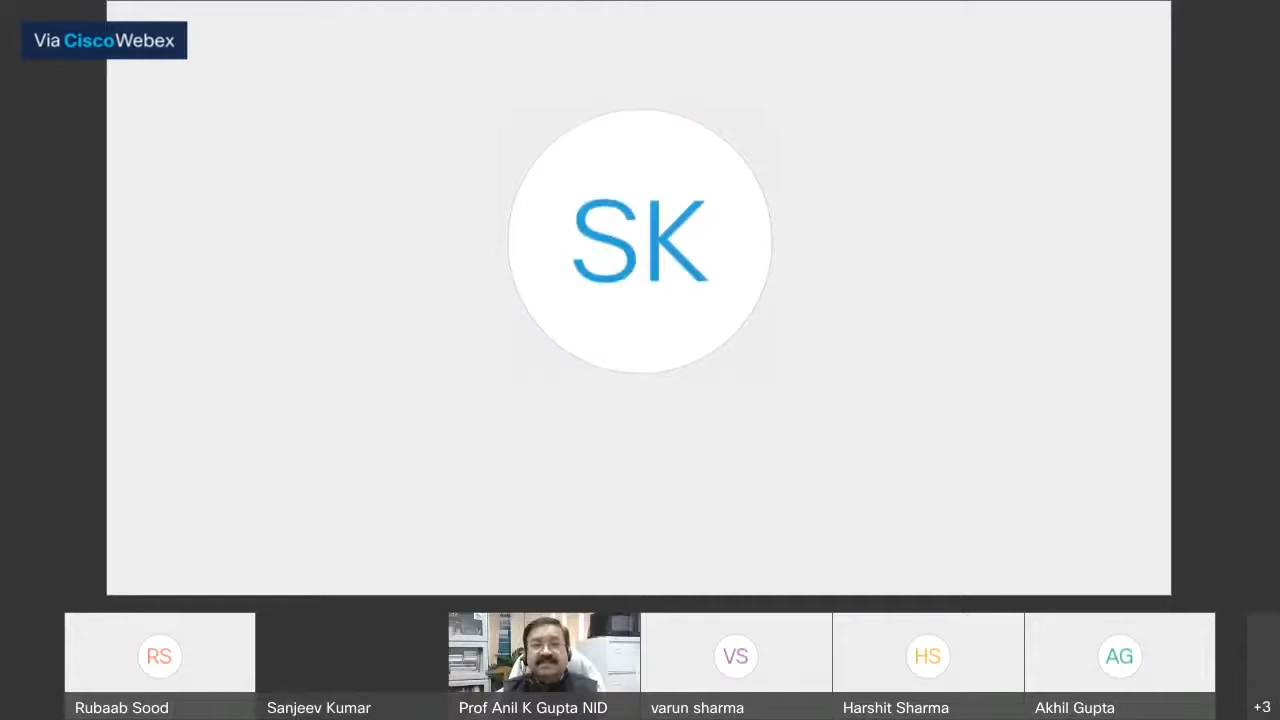 Via CiscoWebex
SK
RS
VS
HS
AG
Rubaab Sood
Sanjeev Kumar
Prof Anil K Gupta NID
varun sharma
Harshit Sharma
Akhil Gupta
+3